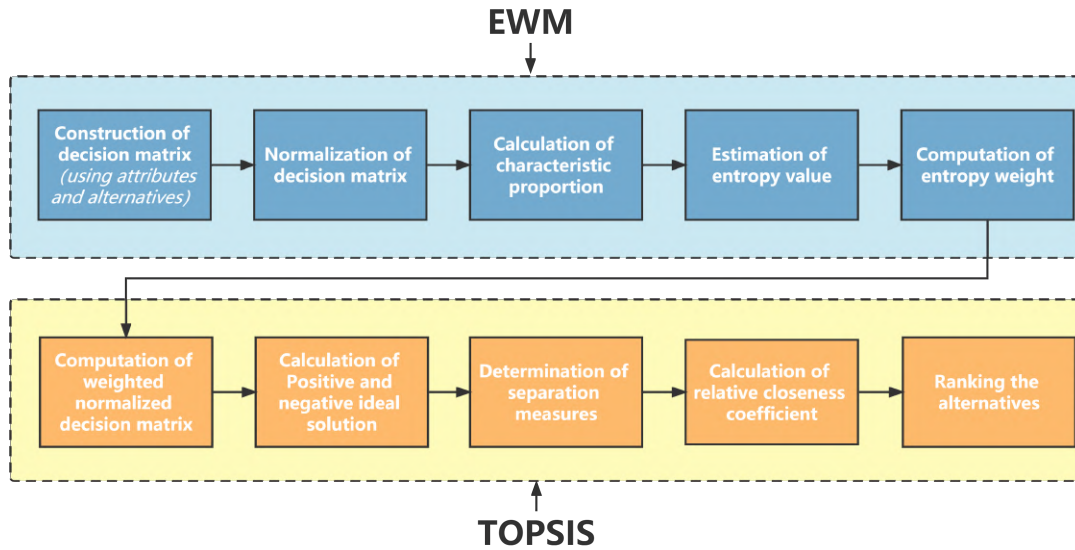 EWM
Construction of
decision matrix
(using attributes
and alternatives)
Normalization of
decision matrix
Calculation of
characteristic
proportion
Estimation of
entropy value
Computation of
entropy weight
Computation of
weighted
normalized
decision matrix
Calculation of
Positive and
negative ideal
solution
Determination of
separation
measures
Calculation of
relative closeness
coefficient
Ranking the
alternatives
TOPSIS